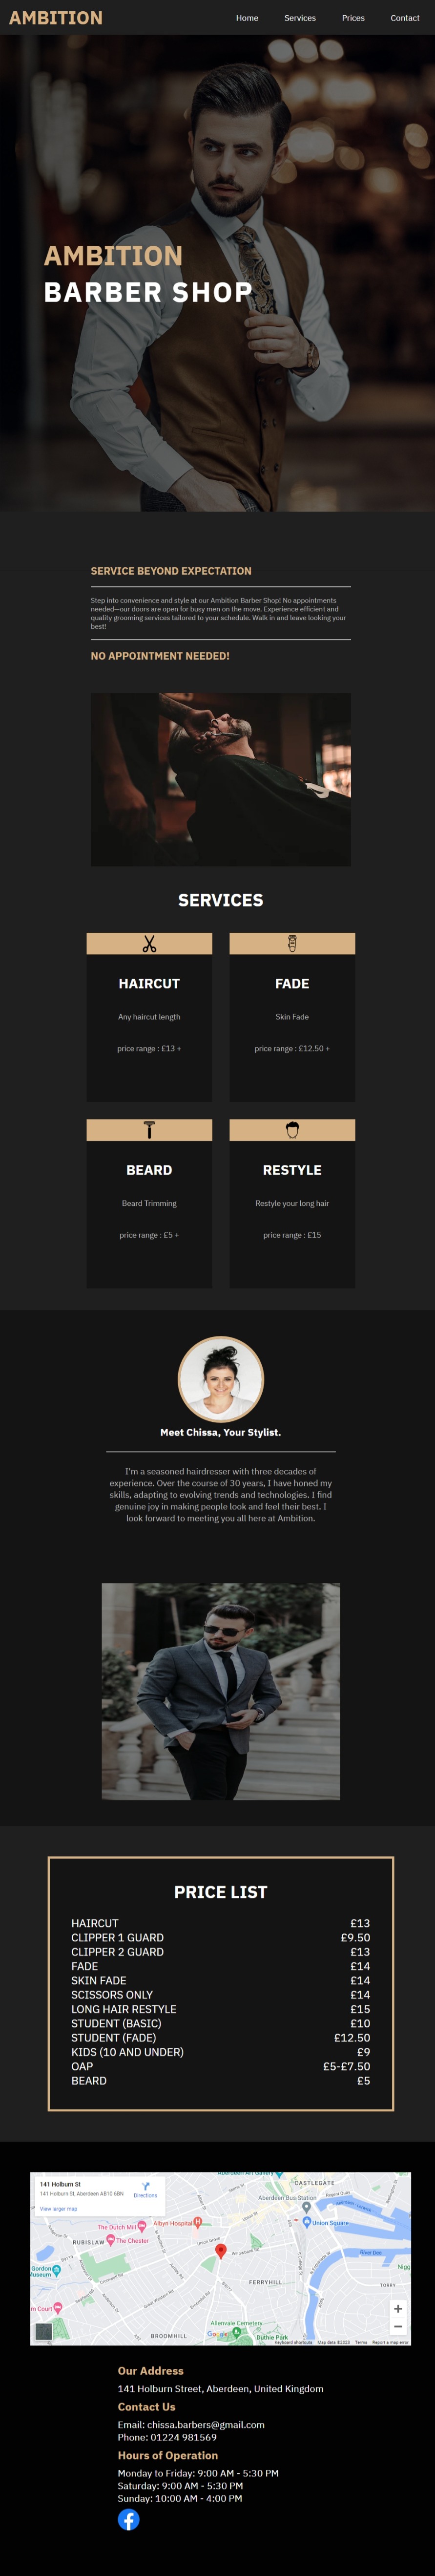 AMBITION
Home Services Prices Contact
AMBITION
BARBER SHOP
SERVICE BEYOND EXPECTATION
Step into convenience and style at our Ambition Barber Shop! No appointments
needed—our doors are open for busy men on the move. Experience efficient and
quality grooming services tailored to your schedule. Walk in and leave looking your
best!
NO APPOINTMENT NEEDED!
SERVICES
HAIRCUT
Any haircut length
price range : £13 +
FADE
Skin Fade
price range : £12.50 +
BEARD
Beard Trimming
price range : £5 +
RESTYLE
Restyle your long hair
price range : £15
Meet Chissa, Your Stylist.
I'm a seasoned hairdresser with three decades of
experience. Over the course of 30 years, I have honed my
skills, adapting to evolving trends and technologies. I find
genuine joy in making people look and feel their best. I
look forward to meeting you all here at Ambition.
PRICE LIST
HAIRCUT £13
CLIPPER 1 GUARD £9.50
CLIPPER 2 GUARD £13
FADE £14
SKIN FADE £14
SCISSORS ONLY £14
LONG HAIR RESTYLE £15
STUDENT (BASIC) £10
STUDENT (FADE) £12.50
KIDS (10 AND UNDER) £9
OAP £5-£7.50
BEARD £5
141 Holburn St
141 Holburn St, Aberdeen AB10 6BN
Directions
View larger map
Aberdeen Art Gallery
CASTLEGATE
Aberdeen Bus Station
The Dutch Mill
Albyn Hospital
Union Square
RUBISLAW
The Chester
River Dee
Gordon
Museum
Nigg
FERRYHILL
TORRY
m Court
Allenvale Cemetery
BROOMHILL
Google
Duthie Park
Keyboard shortcuts Map data ©2025 Terms Report a map error
Our Address
141 Holburn Street, Aberdeen, United Kingdom
Contact Us
Email: chissa.barbers@gmail.com
Phone: 01224 981569
Hours of Operation
Monday to Friday: 9:00 AM - 5:30 PM
Saturday: 9:00 AM - 5:30 PM
Sunday: 10:00 AM - 4:00 PM